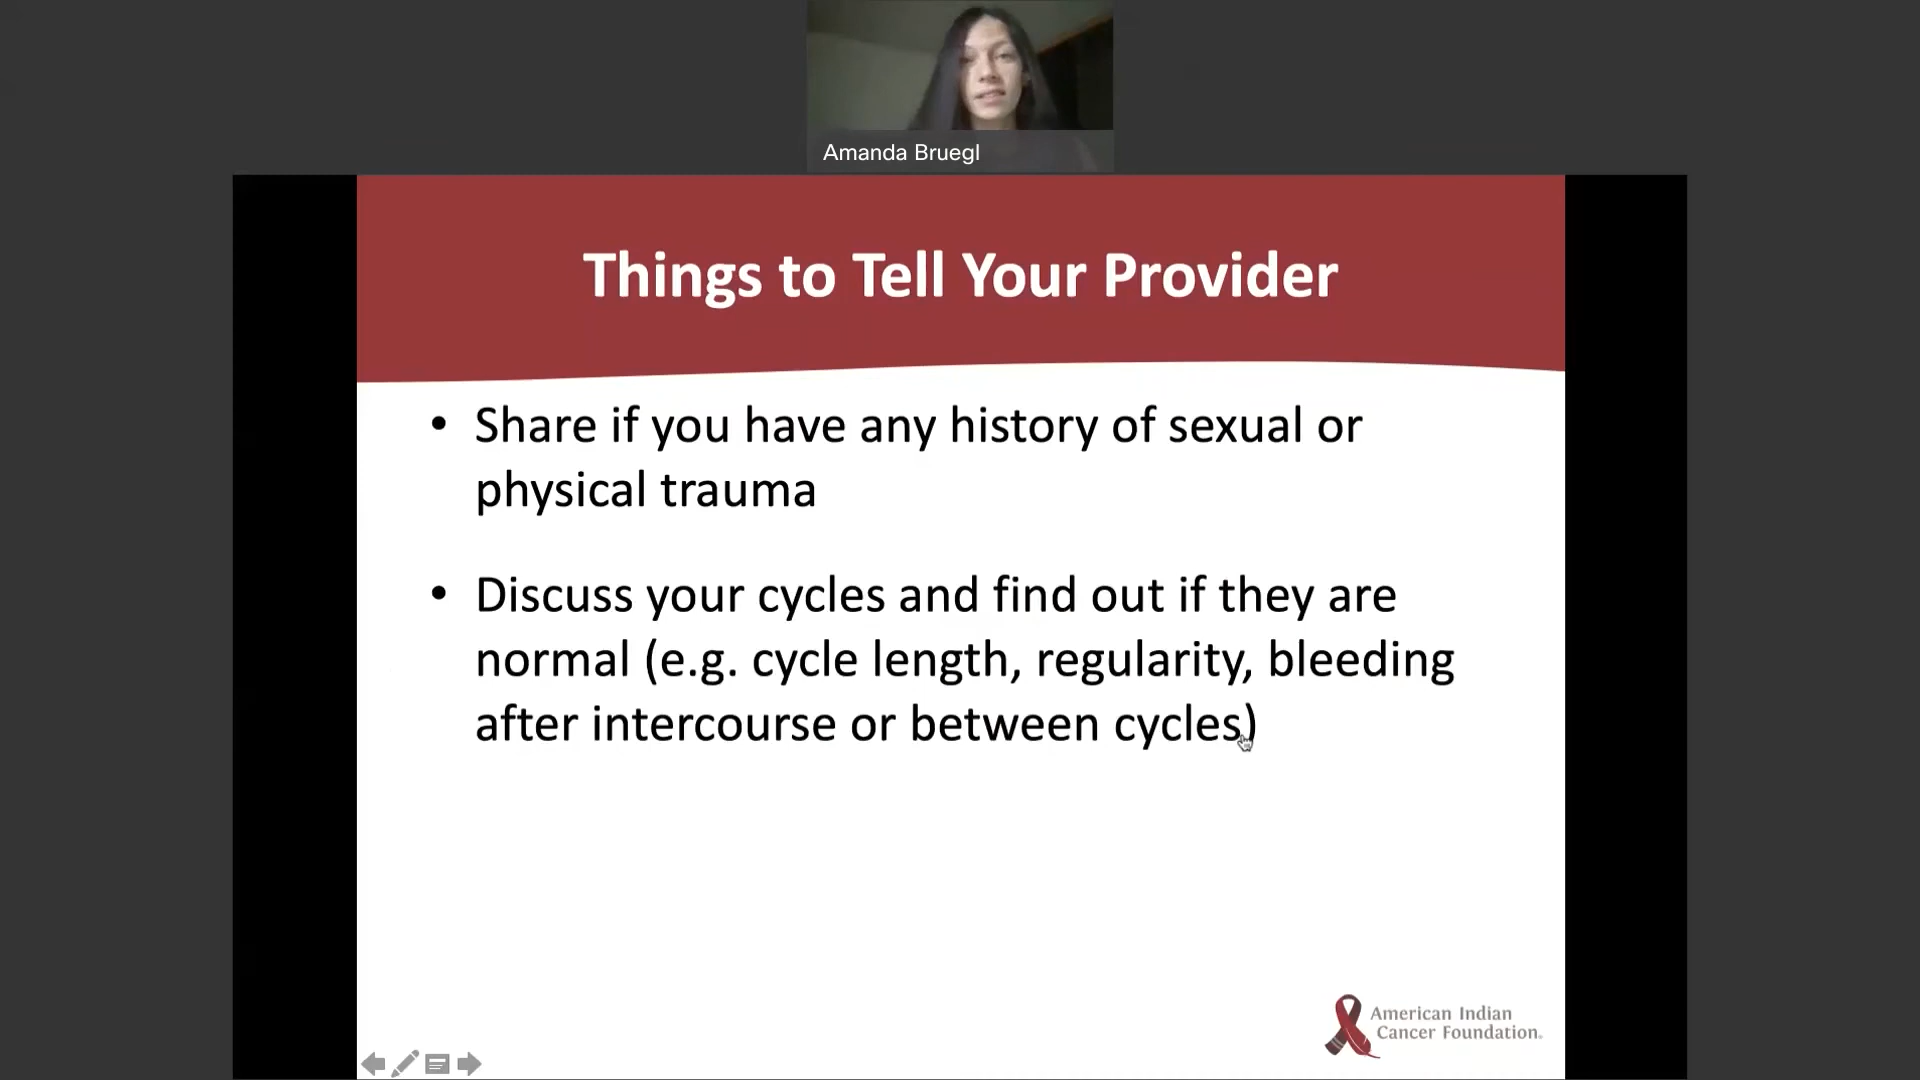 Amanda Bruegl
Things to Tell Your Provider
• Share if you have any history of sexual or
physical trauma
• Discuss your cycles and find out if they are
normal (e.g. cycle length, regularity, bleeding
after intercourse or between cycles)
American Indian
Cancer Foundation.